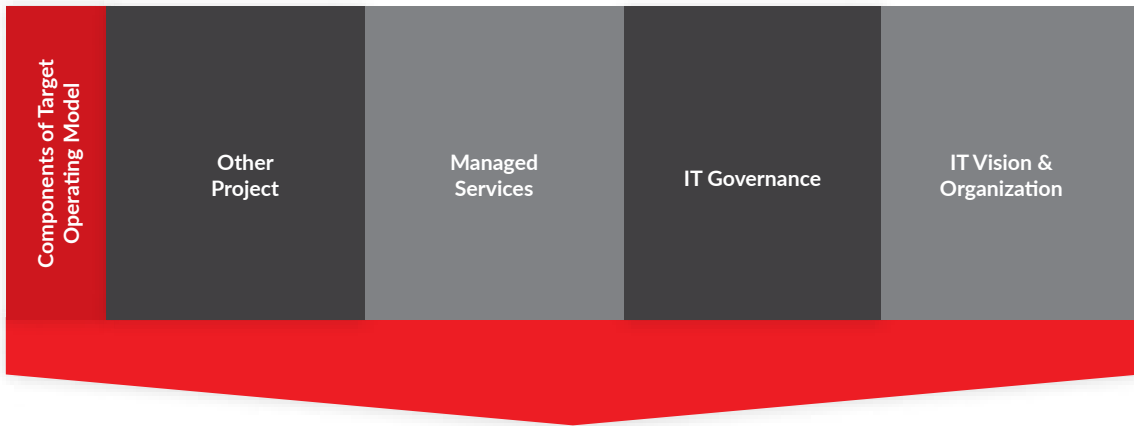 Components of Target
Operating Model
Other
Project
Managed
Services
IT Governance
IT Vision &
Organization